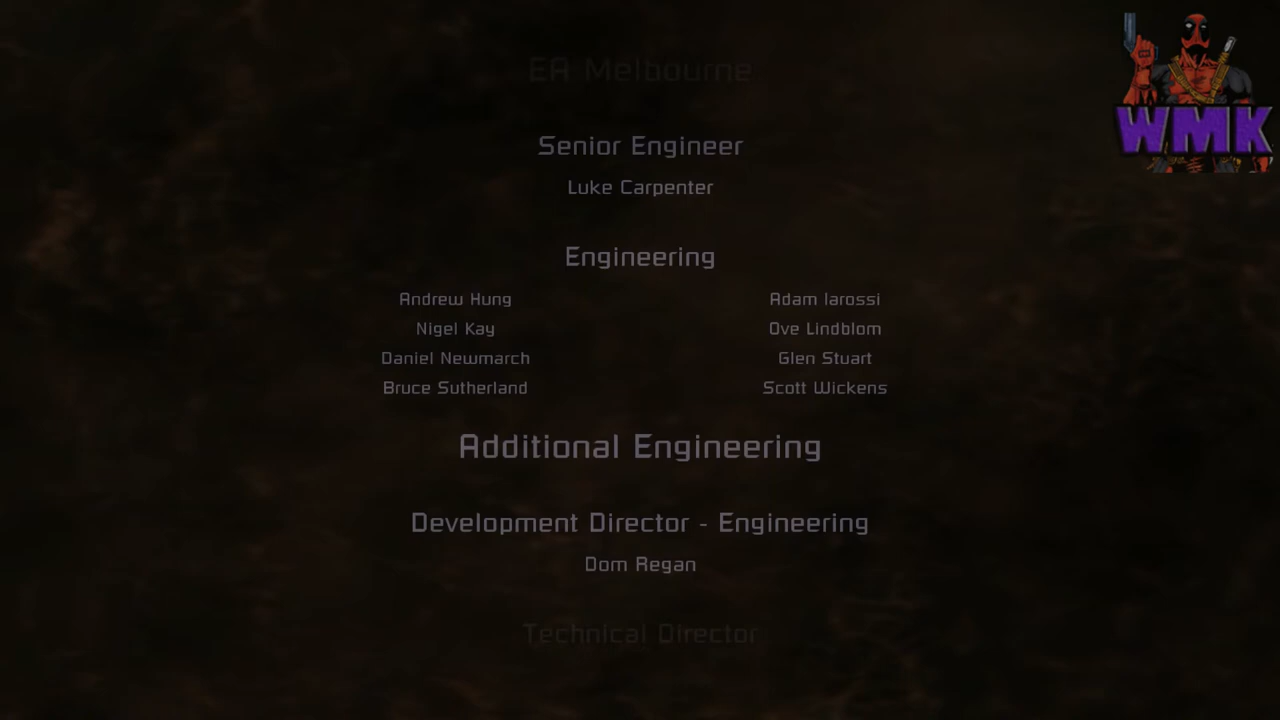 WMK
EA Melbourne
Senior Engineer
Luke Carpenter
Engineering
Andrew Hung
Adam Iarossi
Nigel Kay
Ove Lindblom
Daniel Newmarch
Glen Stuart
Bruce Sutherland
Scott Wickens
Additional Engineering
Development Director - Engineering
Dom Regan
Technical Director